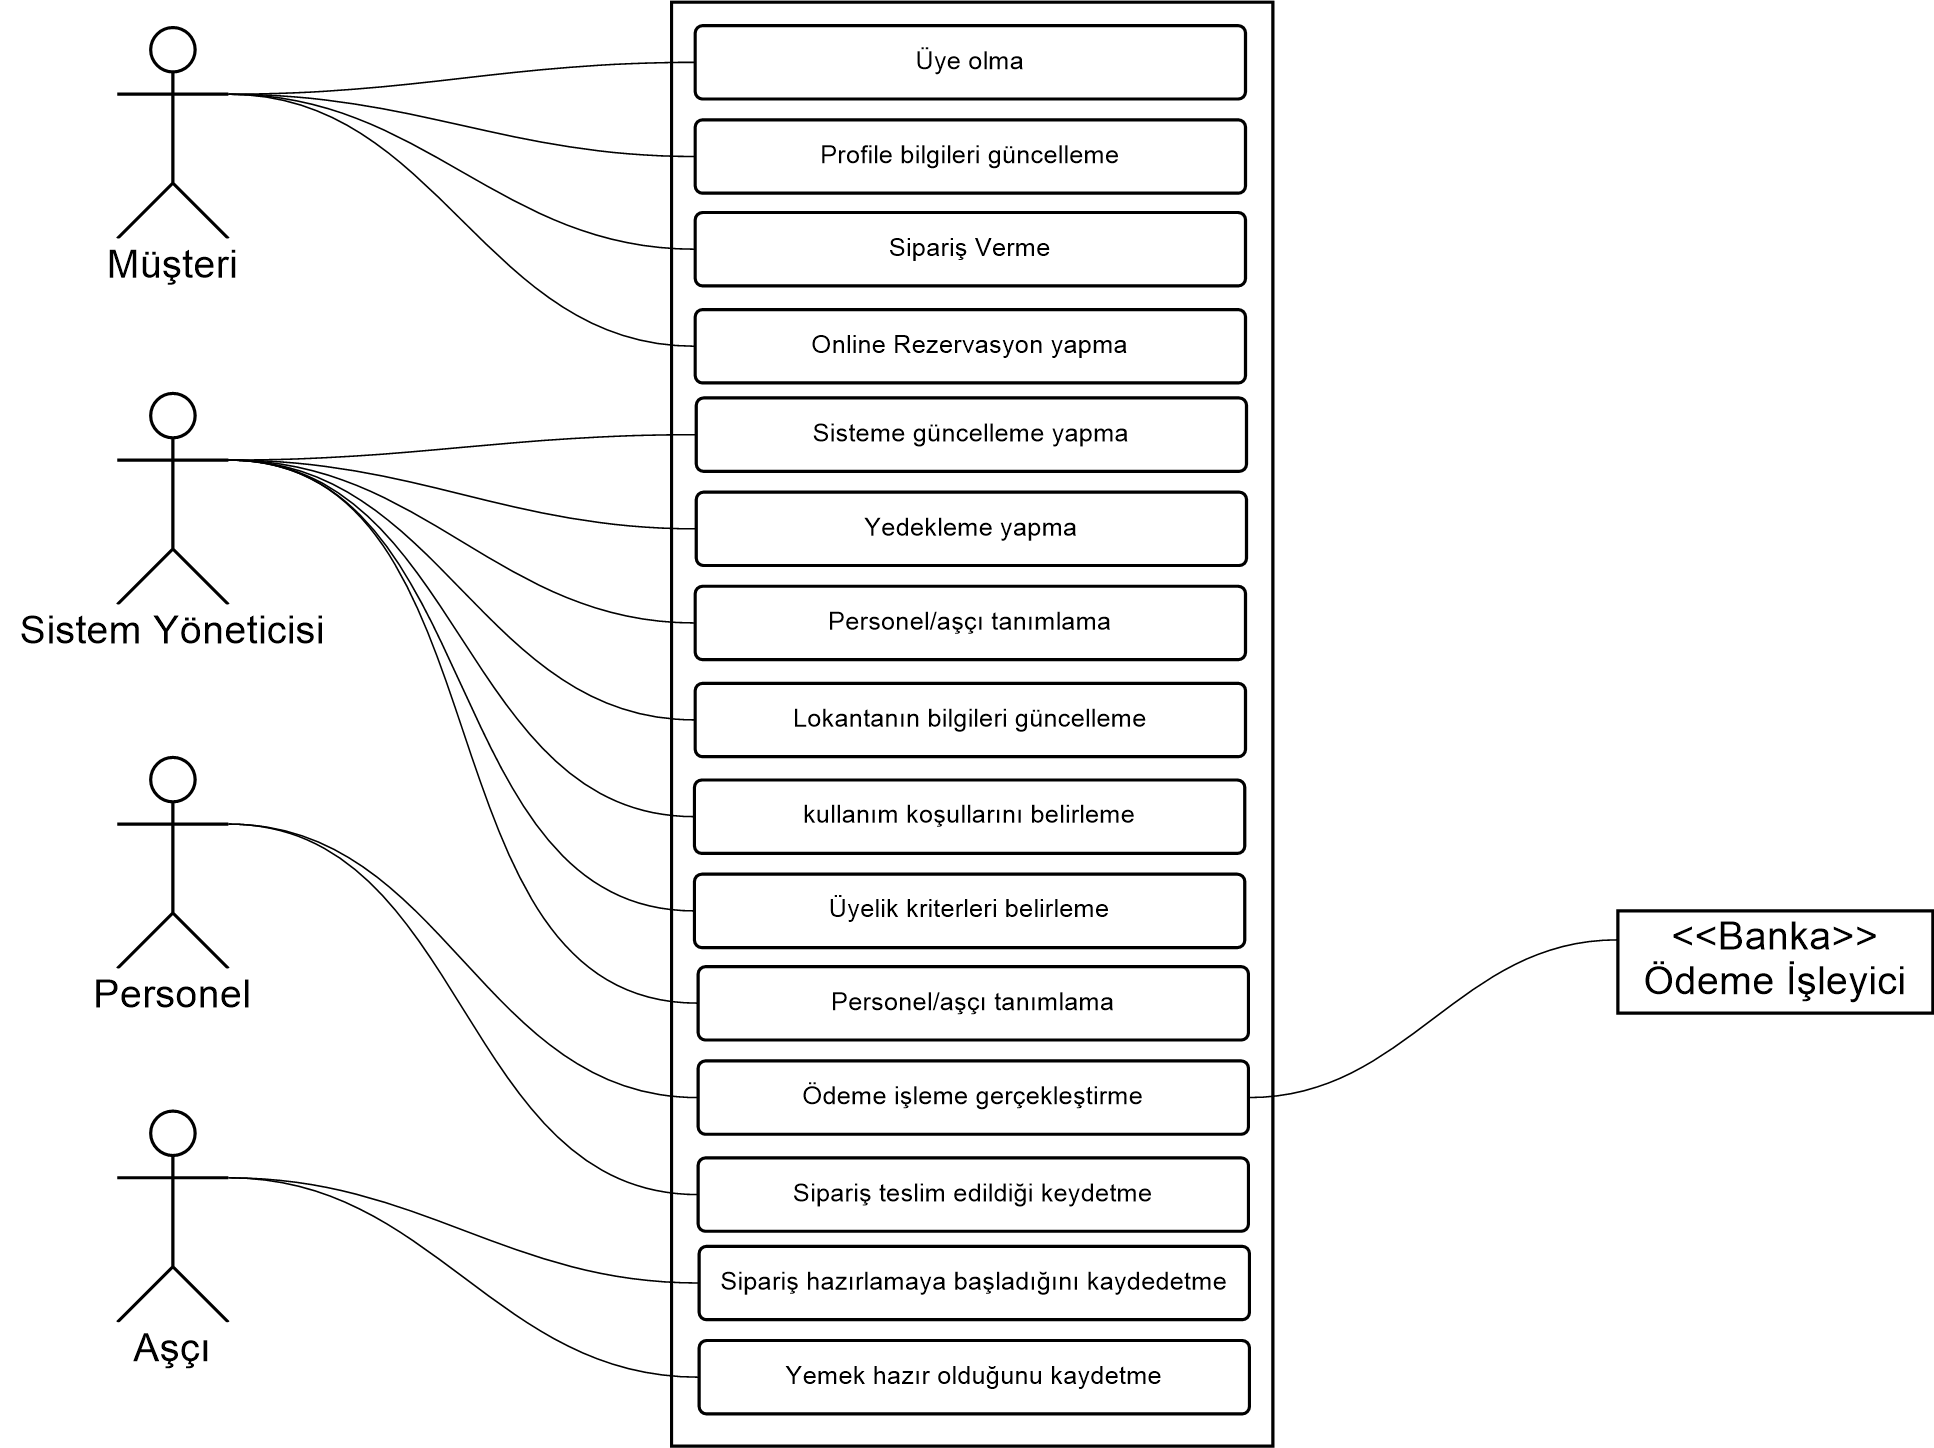 Müşteri
Sistem Yöneticisi
Personel
Aşçı
Üye olma
Profile bilgileri güncelleme
Sipariş Verme
Online Rezervasyon yapma
Sisteme güncelleme yapma
Yedekleme yapma
Personel/aşçı tanımlama
Lokantanın bilgileri güncelleme
kullanım koşullarını belirleme
Üyelik kriterleri belirleme
Personel/aşçı tanımlama
Ödeme işleme gerçekleştirme
Sipariş teslim edildiği keydetme
Sipariş hazırlamaya başladığını kaydedetme
Yemek hazır olduğunu kaydetme
<<Banka>>
Ödeme İşleyici